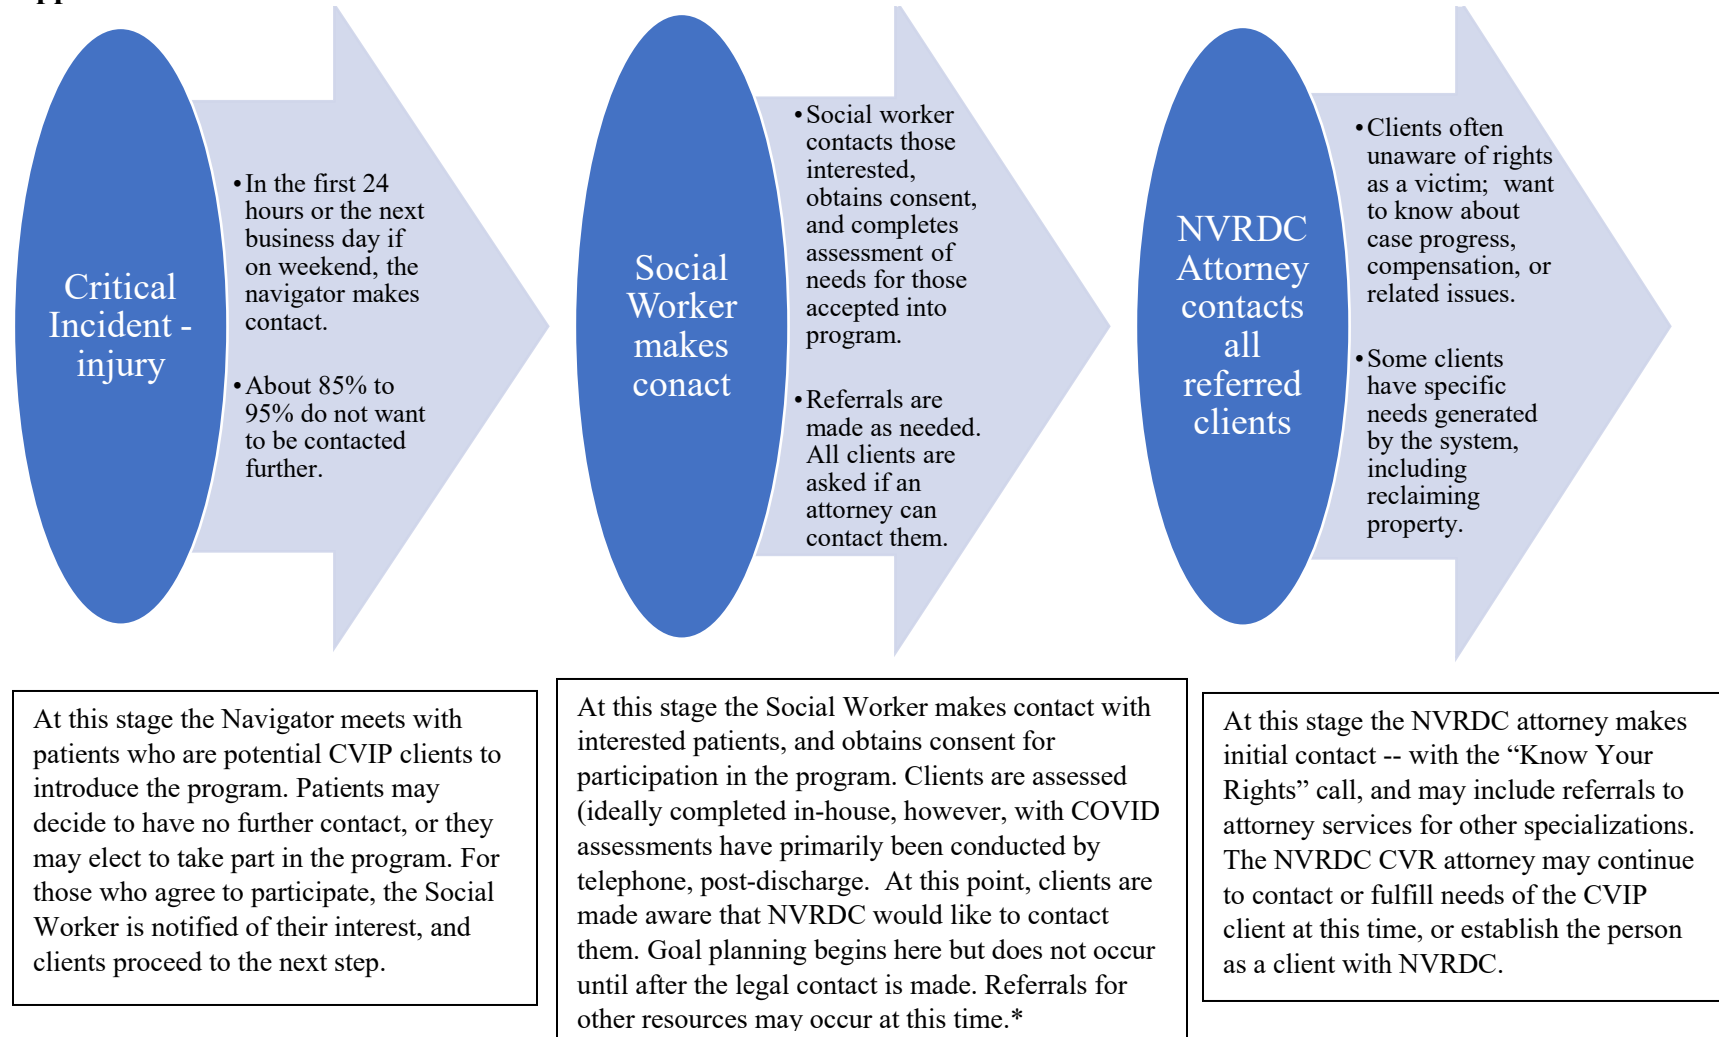 Critical
Incident -
injury
•In the first 24
hours or the next
business day if
on weekend, the
navigator makes
contact.
•About 85% to
95% do not want
to be contacted
further.
Social
Worker
makes
conact
•Social worker
contacts those
interested,
obtains consent,
and completes
assessment of
needs for those
accepted into
program.
•Referrals are
made as needed.
All clients are
asked if an
attorney can
contact them.
NVRDC
Attorney
contacts
all
referred
clients
•Clients often
unaware of rights
as a victim;  want
to know about
case progress,
compensation, or
related issues.
•Some clients
have specific
needs generated
by the system,
including
reclaiming
property.
At this stage the Navigator meets with
patients who are potential CVIP clients to
introduce the program. Patients may
decide to have no further contact, or they
may elect to take part in the program. For
those who agree to participate, the Social
Worker is notified of their interest, and
clients proceed to the next step.
At this stage the Social Worker makes contact with
interested patients, and obtains consent for
participation in the program. Clients are assessed
(ideally completed in-house, however, with COVID
assessments have primarily been conducted by
telephone, post-discharge.  At this point, clients are
made aware that NVRDC would like to contact
them. Goal planning begins here but does not occur
until after the legal contact is made. Referrals for
other resources may occur at this time.*
At this stage the NVRDC attorney makes
initial contact -- with the “Know Your
Rights” call, and may include referrals to
attorney services for other specializations.
The NVRDC CVR attorney may continue
to contact or fulfill needs of the CVIP
client at this time, or establish the person
as a client with NVRDC.